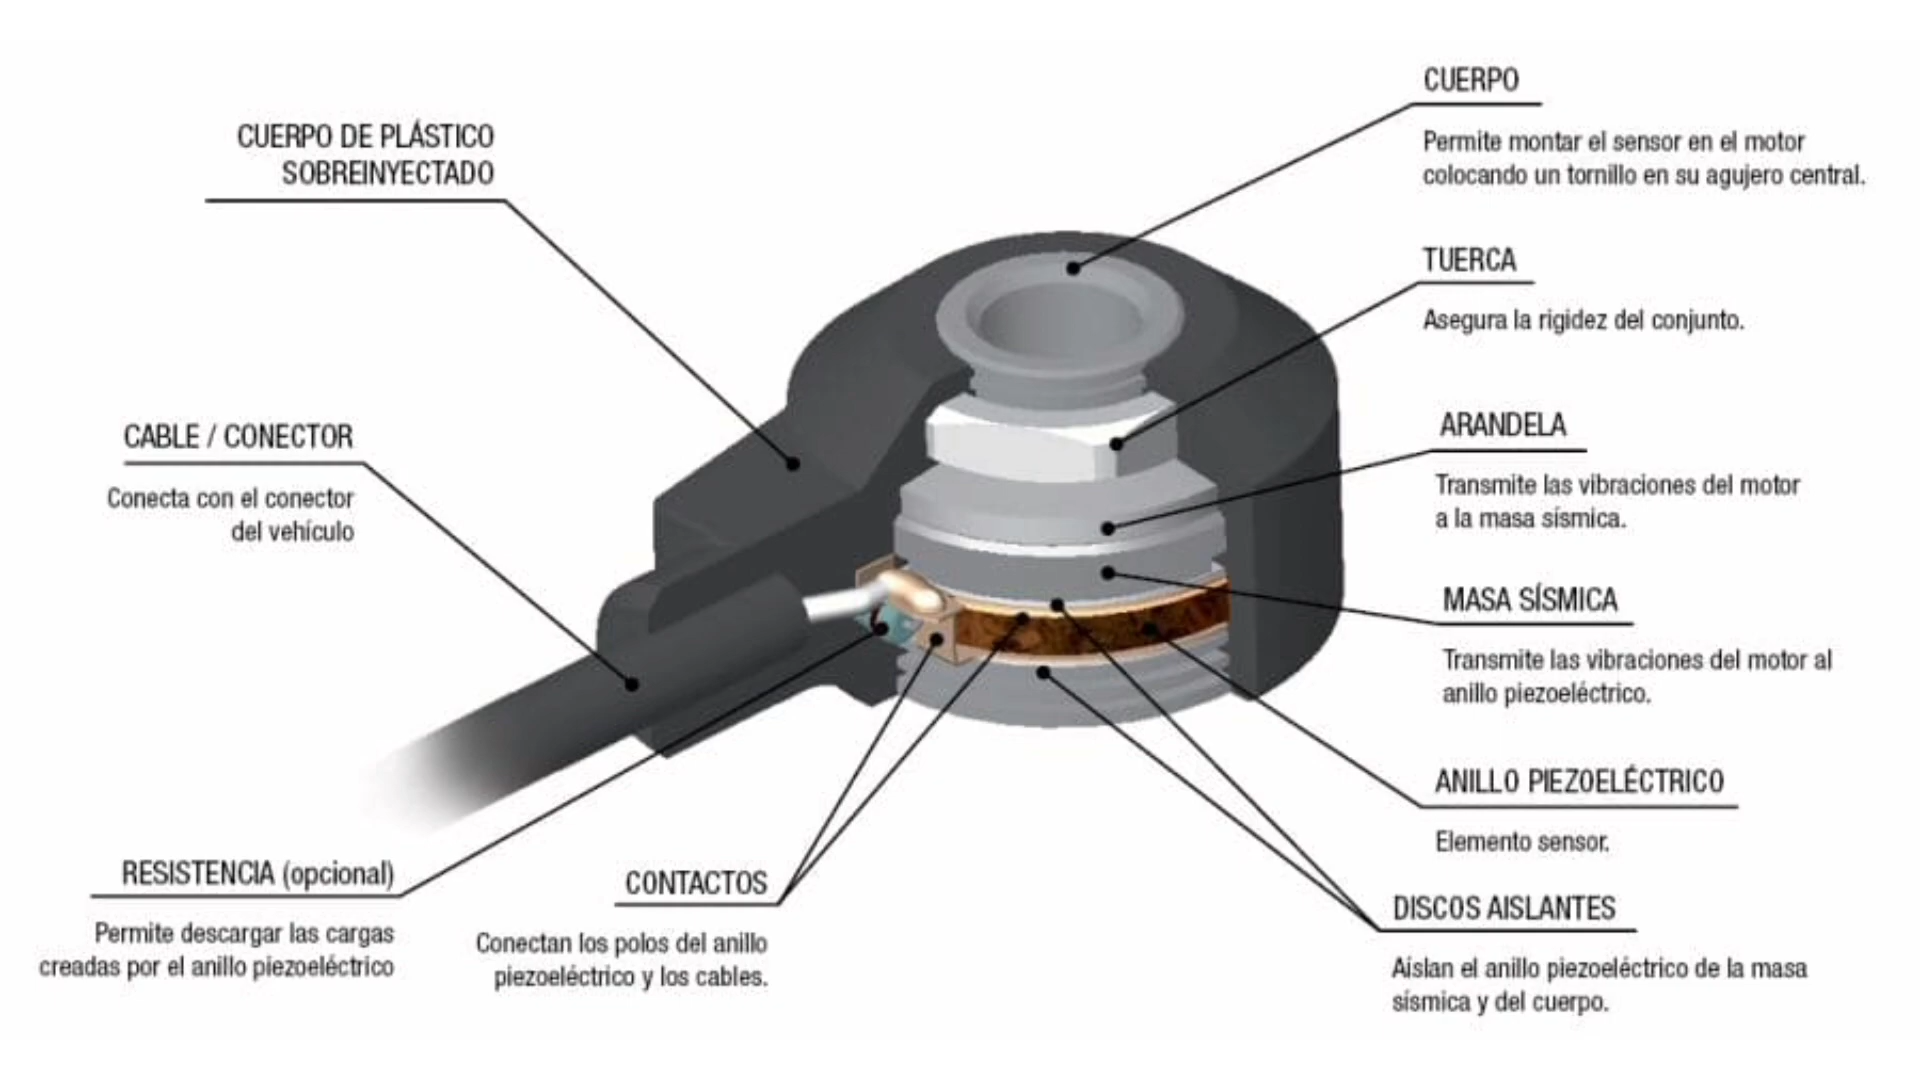 CUERPO DE PLÁSTICO
SOBREINYECTADO
CABLE / CONECTOR
Conecta con el conector
del vehículo
RESISTENCIA (opcional)
Permite descargar las cargas
creadas por el anillo piezoeléctrico
CONTACTOS
Conectan los polos del anillo
piezoeléctrico y los cables.
CUERPO
Permite montar el sensor en el motor
colocando un tornillo en su agujero central.
TUERCA
Asegura la rigidez del conjunto.
ARANDELA
Transmite las vibraciones del motor
a la masa sísmica.
MASA SÍSMICA
Transmite las vibraciones del motor al
anillo piezoeléctrico.
ANILLO PIEZOELÉCTRICO
Elemento sensor.
DISCOS AISLANTES
Aíslan el anillo piezoeléctrico de la masa
sísmica y del cuerpo.